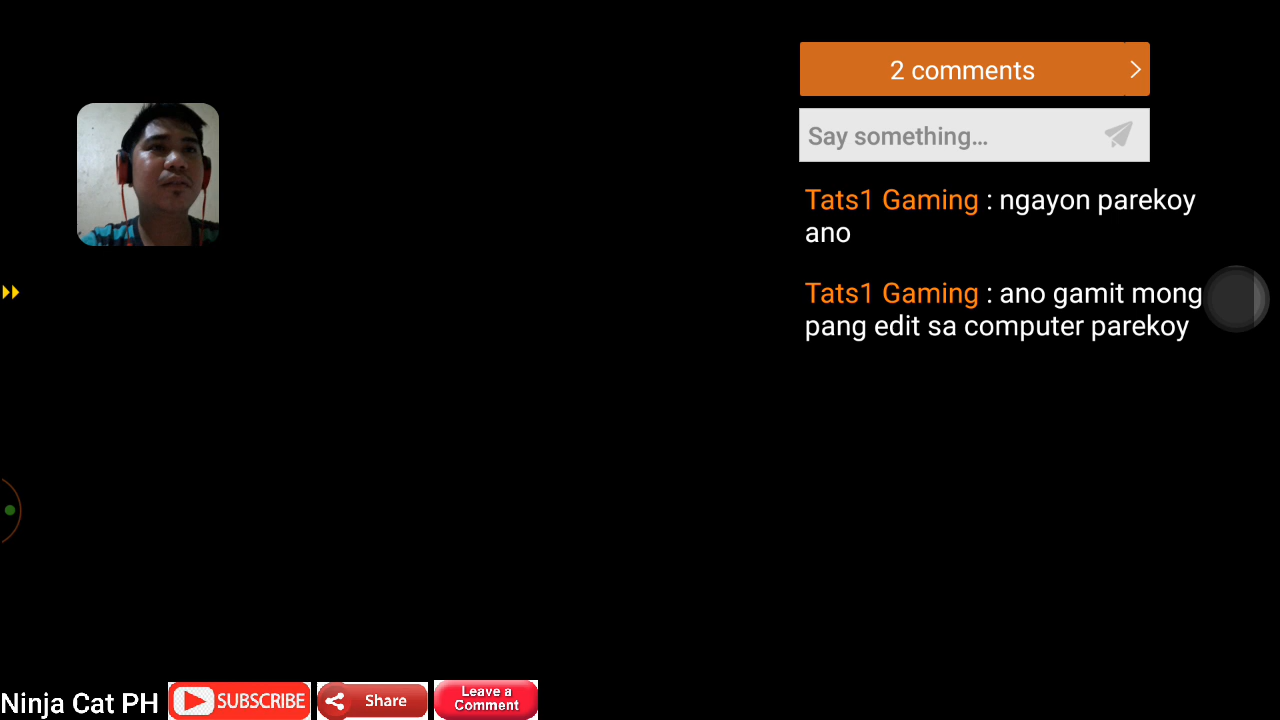 2 comments
Say something...
Tats1 Gaming : ngayon parekoy
ano
Tats1 Gaming : ano gamit mong
pang edit sa computer parekoy
Ninja Cat PH
SUBSCRIBE
Share
Leave a
Comment